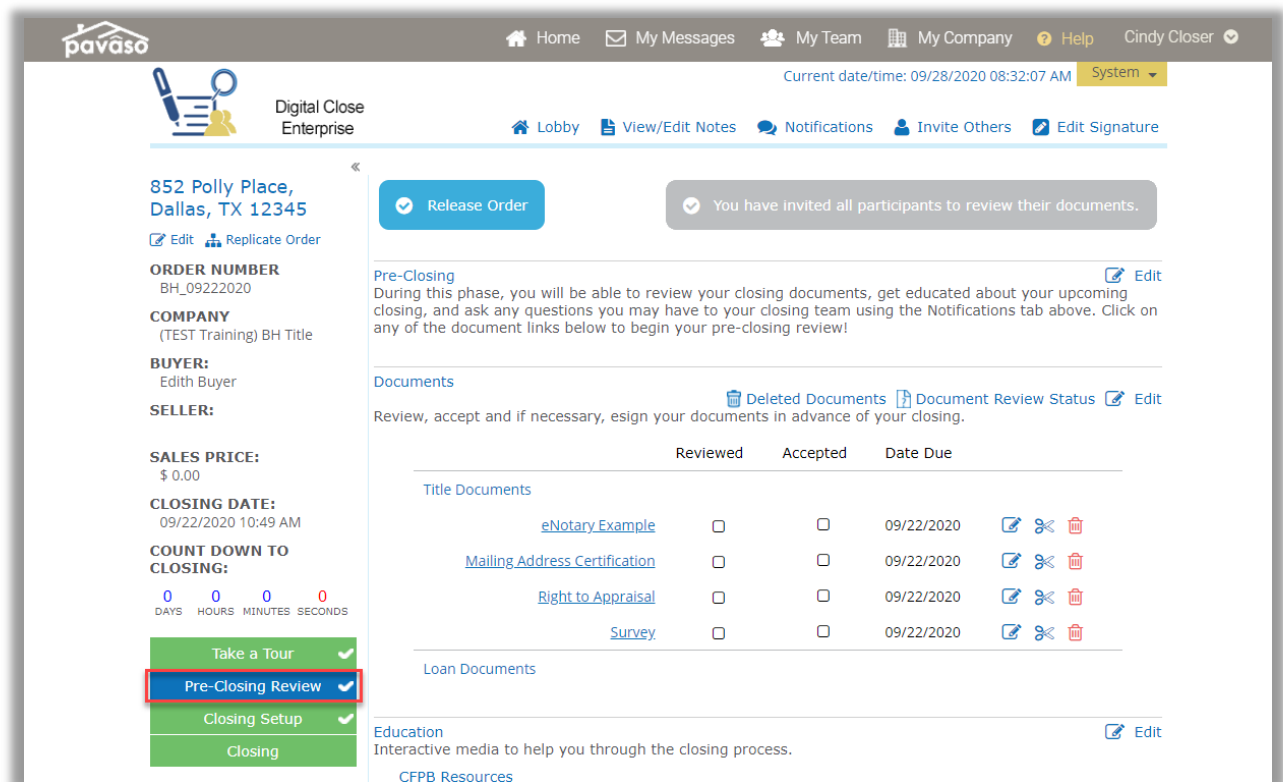 pavaso
Home My Messages My Team My Company ? Help Cindy Closer
Current date/time: 09/28/2020 08:32:07 AM System
Digital Close
Enterprise
Lobby View/Edit Notes Notifications Invite Others Edit Signature
«
852 Polly Place,
Dallas, TX 12345
Edit Replicate Order
ORDER NUMBER
BH_09222020
COMPANY
(TEST Training) BH Title
BUYER:
Edith Buyer
SELLER:
SALES PRICE:
$ 0.00
CLOSING DATE:
09/22/2020 10:49 AM
COUNT DOWN TO
CLOSING:
0 0 0 0
DAYS HOURS MINUTES SECONDS
Take a Tour
Pre-Closing Review
Closing Setup
Closing
Release Order
You have invited all participants to review their documents.
Pre-Closing Edit
During this phase, you will be able to review your closing documents, get educated about your upcoming
closing, and ask any questions you may have to your closing team using the Notifications tab above. Click on
any of the document links below to begin your pre-closing review!
Documents
Deleted Documents Document Review Status Edit
Review, accept and if necessary, esign your documents in advance of your closing.
Reviewed Accepted Date Due
Title Documents
eNotary Example 09/22/2020
Mailing Address Certification 09/22/2020
Right to Appraisal 09/22/2020
Survey 09/22/2020
Loan Documents
Education Edit
Interactive media to help you through the closing process.
CFPB Resources